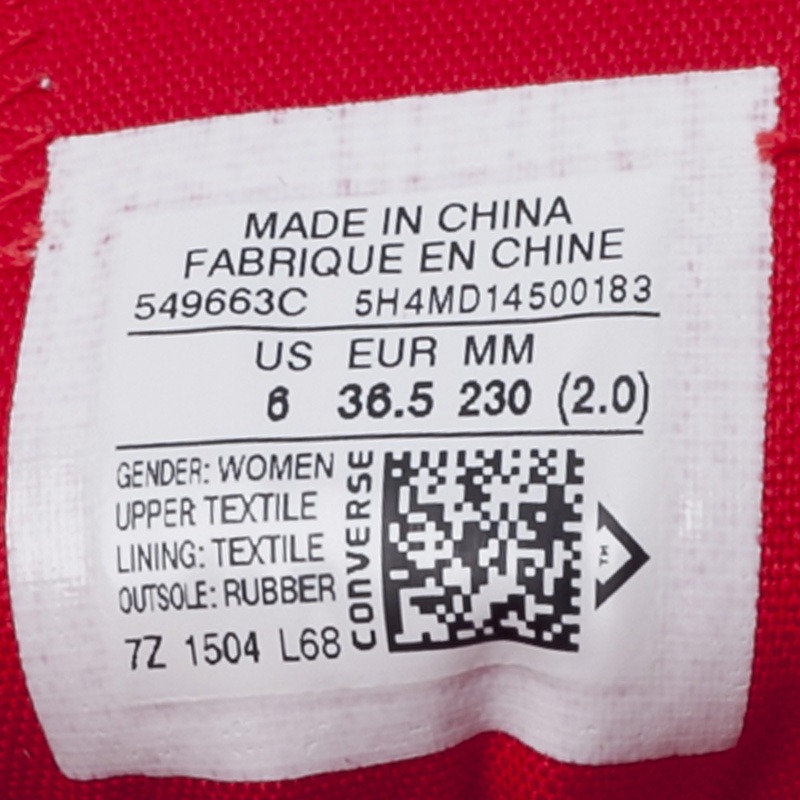 MADE IN CHINA
FABRIQUE EN CHINE
549663C 5H4MD14500183
US EUR MM
6 36.5 230 (2.0)
GENDER: WOMEN
UPPER TEXTILE
LINING: TEXTILE
OUTSOLE: RUBBER
7Z 1504 L68
CONVERSE
TM